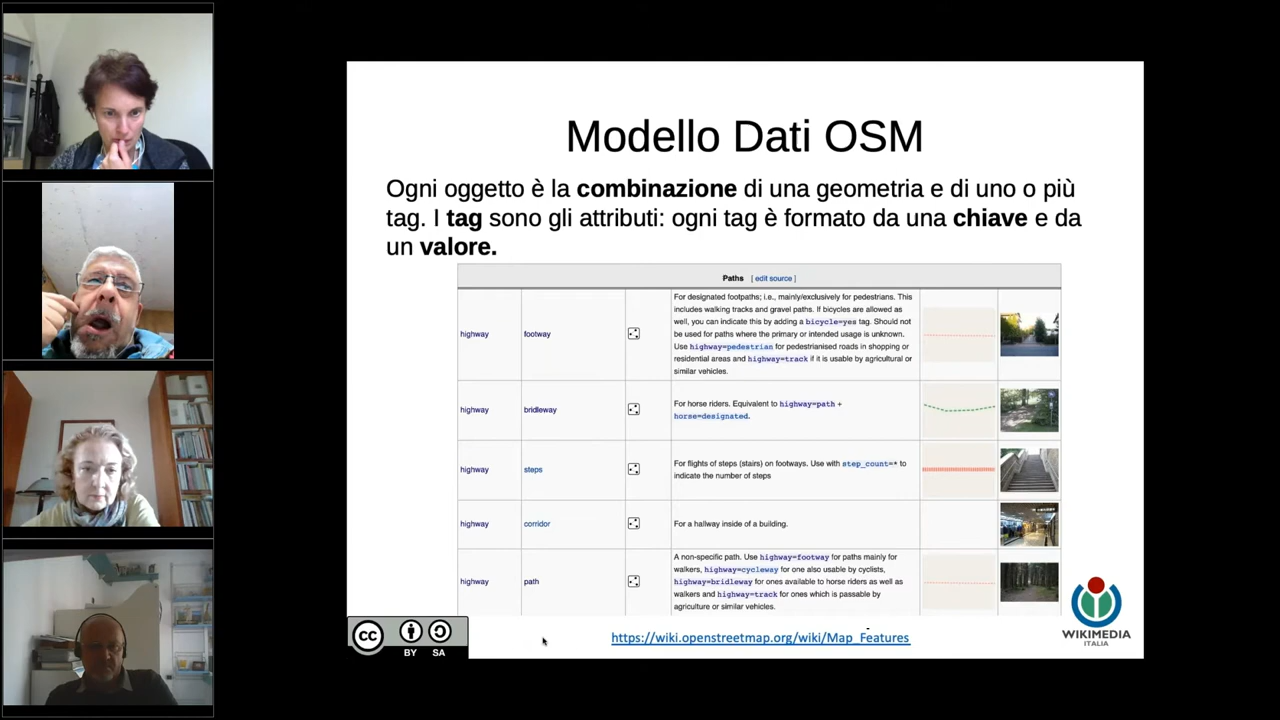 Modello Dati OSM
Ogni oggetto è la combinazione di una geometria e di uno o più
tag. I tag sono gli attributi: ogni tag è formato da una chiave e da
un valore.
Paths [ edit source ]
highway footway
For designated footpaths; i.e., mainly/exclusively for pedestrians. This
includes walking tracks and gravel paths. If bicycles are allowed as
well, you can indicate this by adding a bicycle=yes tag. Should not
be used for paths where the primary or intended usage is unknown.
Use highway=pedestrian for pedestrianised roads in shopping or
residential areas and highway=track if it is usable by agricultural or
similar vehicles.
highway bridleway
For horse riders. Equivalent to highway=path +
horse=designated.
highway steps
For flights of steps (stairs) on footways. Use with step_count=* to
indicate the number of steps
highway corridor
For a hallway inside of a building.
highway path
A non-specific path. Use highway=footway for paths mainly for
walkers, highway=cycleway for one also usable by cyclists,
highway=bridleway for ones available to horse riders as well as
walkers and highway=track for ones which is passable by
agriculture or similar vehicles.
https://wiki.openstreetmap.org/wiki/Map_Features
cc
BY SA
WIKIMEDIA
ITALIA